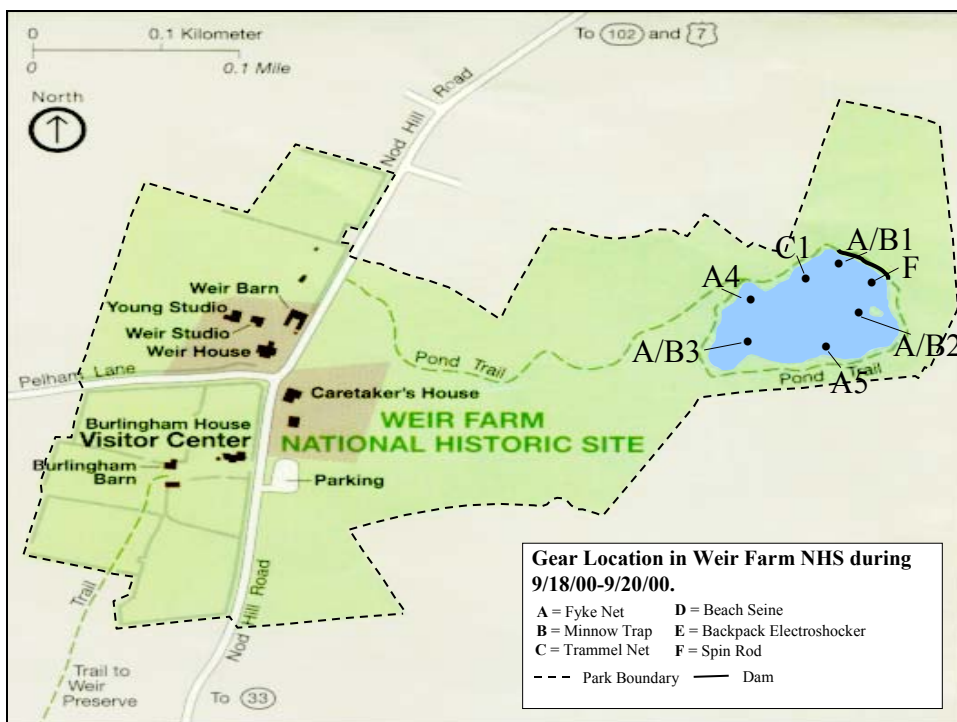 0 0.1 Kilometer
0 0.1 Mile
North
To 102 and 7
Nod Hill Road
C1
A/B1
F
A4
Weir Barn
Young Studio
Weir Studio
Weir House
A/B3
A/B2
A5
Pond Trail
Pond Trail
Pelham Lane
Caretaker's House
WEIR FARM
NATIONAL HISTORIC SITE
Burlingham House
Visitor Center
Burlingham
Barn
Parking
Trail
Nod Hill Road
Trail to
Weir
Preserve
To 33
Gear Location in Weir Farm NHS during
9/18/00-9/20/00.
A = Fyke Net D = Beach Seine
B = Minnow Trap E = Backpack Electroshocker
C = Trammel Net F = Spin Rod
Park Boundary Dam